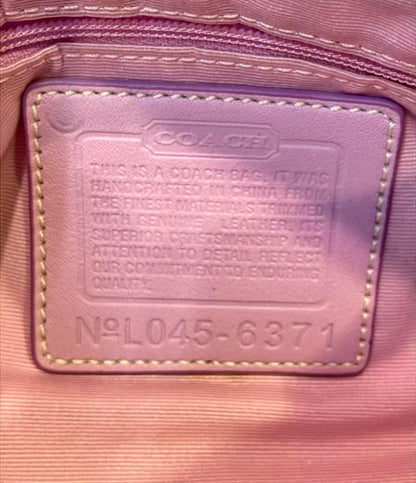 COACH
THIS IS A COACH BAG. IT WAS
HANDCRAFTED IN CHINA FROM
THE FINEST MATERIALS TRIMMED
WITH GENUINE LEATHER. ITS
SUPERIOR CRAFTSMANSHIP AND
ATTENTION TO DETAIL REFLECT
OUR COMMITMENT TO ENDURING
QUALITY.
NoL045-6371